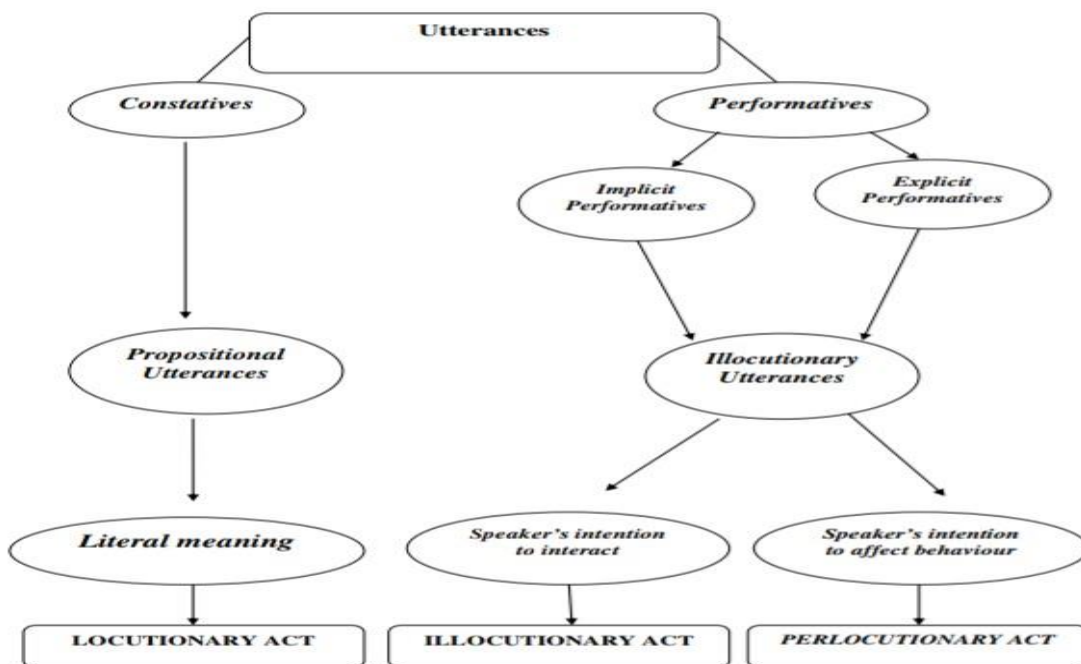 Utterances
Constatives
Performatives
Implicit
Performatives
Explicit
Performatives
Propositional
Utterances
Illocutionary
Utterances
Literal meaning
Speaker's intention
to interact
Speaker's intention
to affect behaviour
LOCUTIONARY ACT
ILLOCUTIONARY ACT
PERLOCUTIONARY ACT